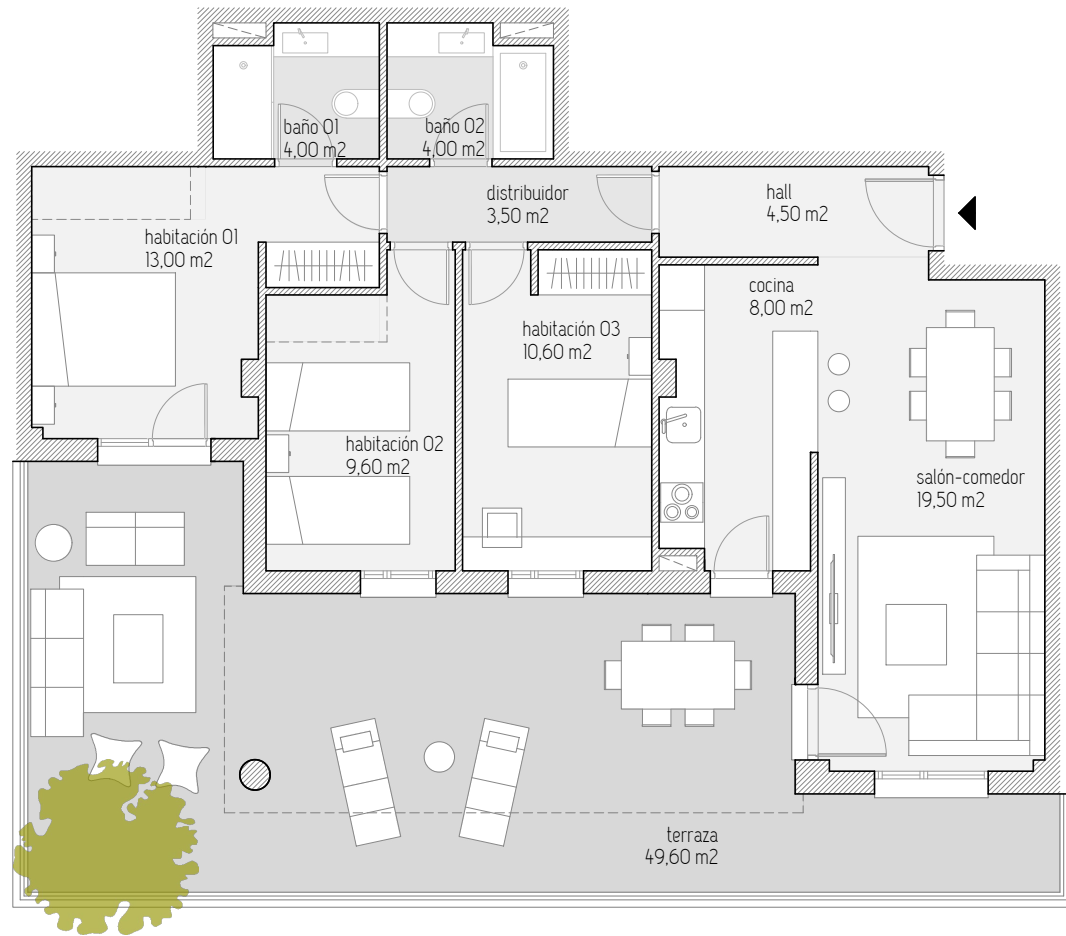 baño 01
4,00 m2
baño 02
4,00 m2
distribuidor
3,50 m2
hall
4,50 m2
habitación 01
13,00 m2
cocina
8,00 m2
habitación 03
10,60 m2
habitación 02
9,60 m2
salón-comedor
19,50 m2
terraza
49,60 m2